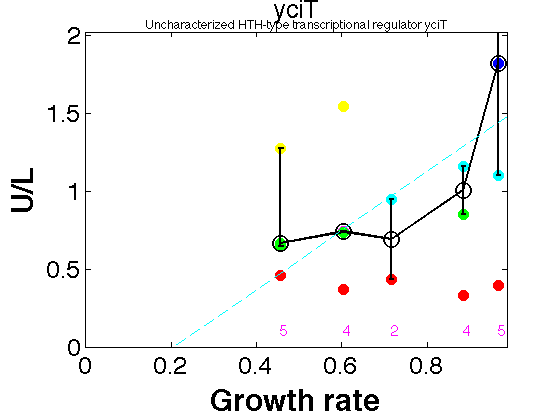 yciT
Uncharacterized HTH-type transcriptional regulator yciT
2
1.5
1
0.5
0
U/L
5 4 2 4 5
0 0.2 0.4 0.6 0.8
Growth rate